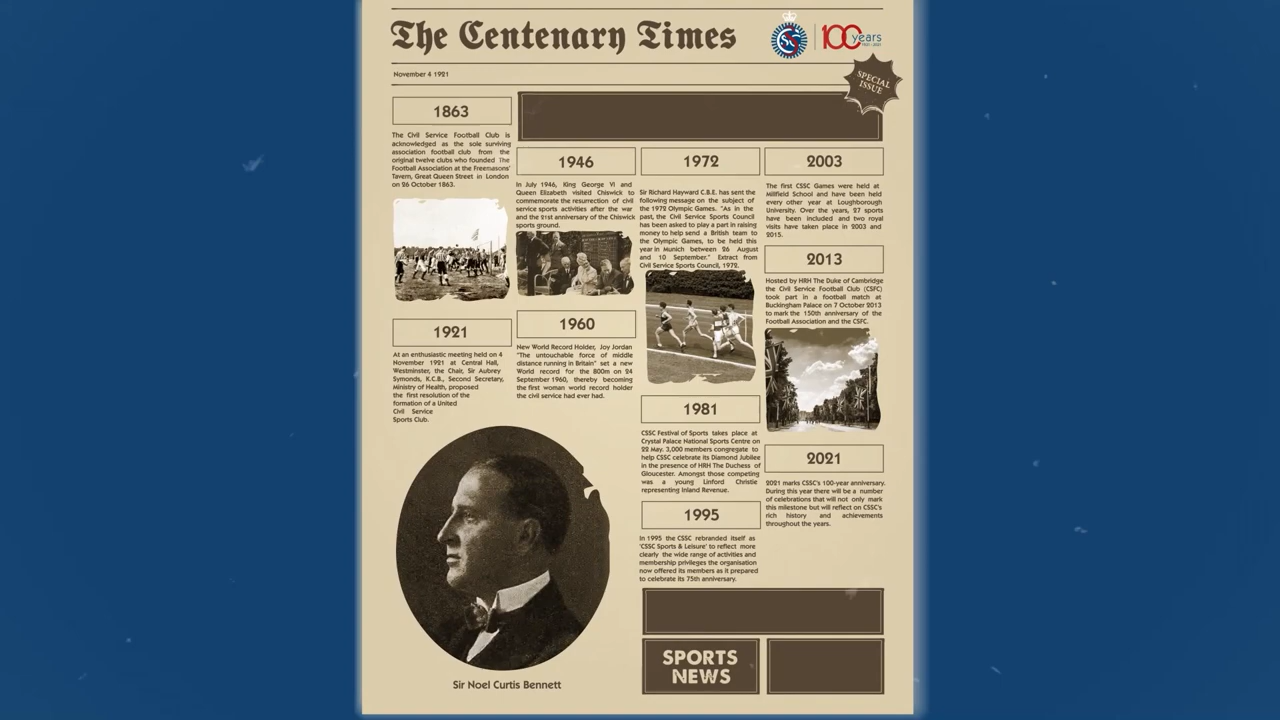 The Centenary Times
100 years
November 4 1921
SPECIAL
ISSUE
1863
The Civil Service Football Club is
acknowledged as the sole surviving
association football club from the
original twelve clubs who founded The
Football Association at the Freemasons'
Tavern, Great Queen Street in London
on 26 October 1863.
1921
At an enthusiastic meeting held on 4
November 1921 at Central Hall,
Westminster, the Chair, Sir Aubrey
Symonds, K.C.B., Second Secretary,
Ministry of Health, proposed
the first resolution of the
formation of a United
Civil Service
Sports Club.
Sir Noel Curtis Bennett
1946
In July 1946, King George VI and
Queen Elizabeth visited Chiswick to
commemorate the resurrection of civil
service sports activities after the war
and the 21st anniversary of the Chiswick
sports ground.
1960
New World Record Holder, Joy Jordan
"The untouchable force of middle
distance running in Britain" set a new
World record for the 800m on 24
September 1960, thereby becoming
the first woman world record holder
the civil service had ever had.
1972
Sir Richard Hayward C.B.E. has sent the
following message on the subject of
the 1972 Olympic Games. "As in the
past, the Civil Service Sports Council
has been asked to play a part in raising
money to help send a British team to
the Olympic Games, to be held this
year in Munich between 26 August
and 10 September." Extract from
Civil Service Sports Council, 1972.
1981
CSSC Festival of Sports takes place at
Crystal Palace National Sports Centre on
22 May. 3,000 members congregate to
help CSSC celebrate its Diamond Jubilee
in the presence of HRH The Duchess of
Gloucester. Amongst those competing
was a young Linford Christie
representing Inland Revenue.
1995
In 1995 the CSSC rebranded itself as
'CSSC Sports & Leisure' to reflect more
clearly the wide range of activities and
membership privileges the organisation
now offered its members as it prepared
to celebrate its 75th anniversary.
2003
The first CSSC Games were held at
Millfield School and have been held
every other year at Loughborough
University. Over the years, 27 sports
have been included and two royal
visits have taken place in 2003 and
2015.
2013
Hosted by HRH The Duke of Cambridge
the Civil Service Football Club (CSFC)
took part in a football match at
Buckingham Palace on 7 October 2013
to mark the 150th anniversary of the
Football Association and the CSFC.
2021
2021 marks CSSC's 100-year anniversary.
During this year there will be a number
of celebrations that will not only mark
this milestone but will reflect on CSSC's
rich history and achievements
throughout the years.
SPORTS
NEWS